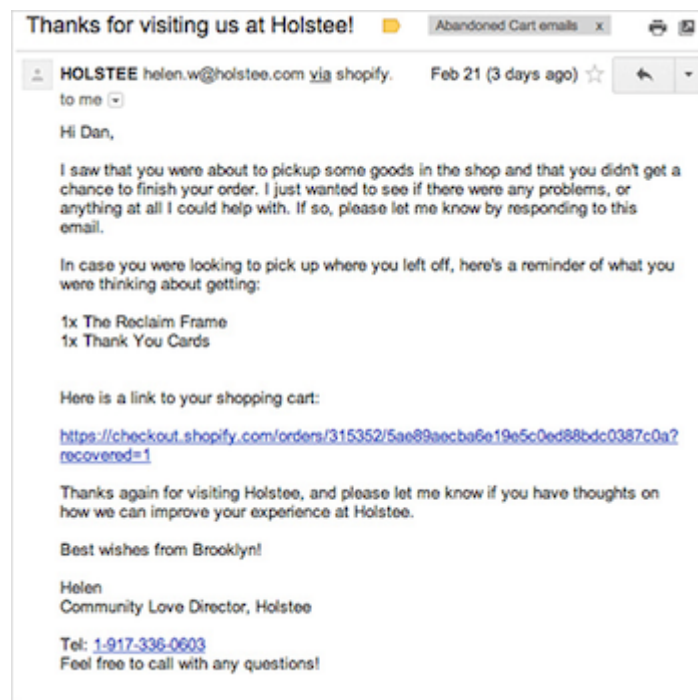 Thanks for visiting us at Holstee! Abandoned Cart emails x
HOLSTEE helen.w@holstee.com via shopify. Feb 21 (3 days ago)
to me
Hi Dan,
I saw that you were about to pickup some goods in the shop and that you didn't get a
chance to finish your order. I just wanted to see if there were any problems, or
anything at all I could help with. If so, please let me know by responding to this
email.
In case you were looking to pick up where you left off, here's a reminder of what you
were thinking about getting:
1x The Reclaim Frame
1x Thank You Cards
Here is a link to your shopping cart:
https://checkout.shopify.com/orders/315352/5ae89aecba6e19e5c0ed88bdc0387c0a?
recovered=1
Thanks again for visiting Holstee, and please let me know if you have thoughts on
how we can improve your experience at Holstee.
Best wishes from Brooklyn!
Helen
Community Love Director, Holstee
Tel: 1-917-336-0603
Feel free to call with any questions!